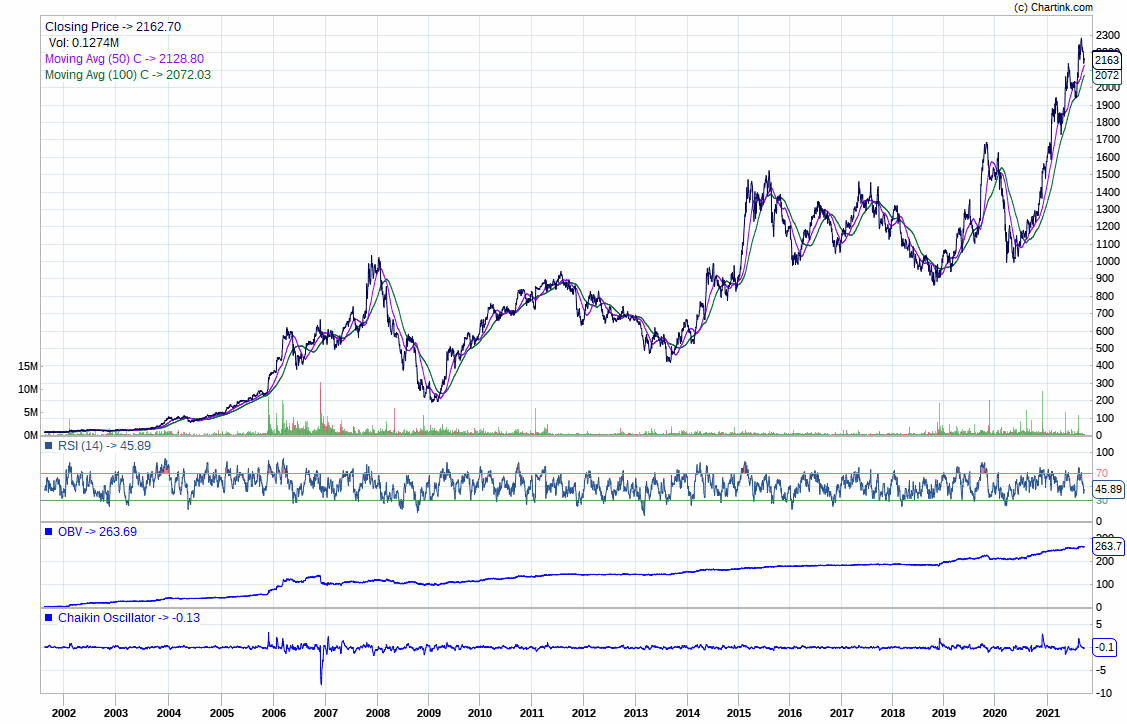 (c) Chartink.com
Closing Price -> 2162.70
Vol: 0.1274M
Moving Avg (50) C -> 2128.80
Moving Avg (100) C -> 2072.03
2300
2163
2072
2000
1900
1800
1700
1600
1500
1400
1300
1200
1100
1000
900
800
700
600
500
400
300
200
100
0
15M
10M
5M
0M
RSI (14) -> 45.89
100
70
45.89
0
OBV -> 263.69
263.7
200
100
0
Chaikin Oscillator -> -0.13
5
-0.1
-5
-10
2002 2003 2004 2005 2006 2007 2008 2009 2010 2011 2012 2013 2014 2015 2016 2017 2018 2019 2020 2021